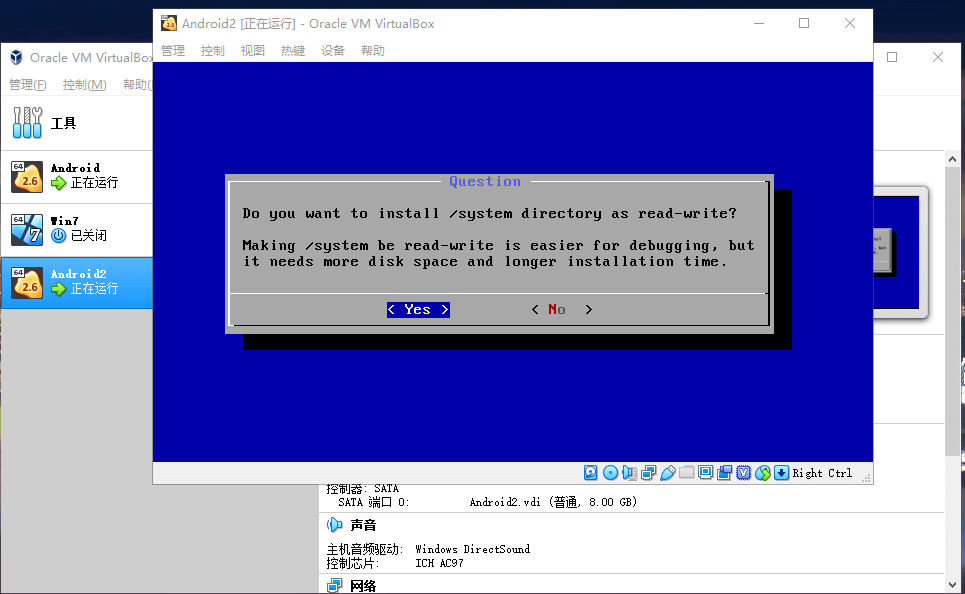 Android2 [正在运行] - Oracle VM VirtualBox
管理 控制 视图 热键 设备 帮助
Oracle VM VirtualBox
管理(F) 控制(M) 帮助(
工具
64
2.6
Android
正在运行
64
7
Win7
已关闭
64
2.6
Android2
正在运行
Question
Do you want to install /system directory as read-write?
Making /system be read-write is easier for debugging, but
it needs more disk space and longer installation time.
< Yes > < No >
Right Ctrl
控制器: SATA
SATA 端口 0: Android2.vdi (普通, 8.00 GB)
声音
主机音频驱动: Windows DirectSound
控制芯片: ICH AC97
网络